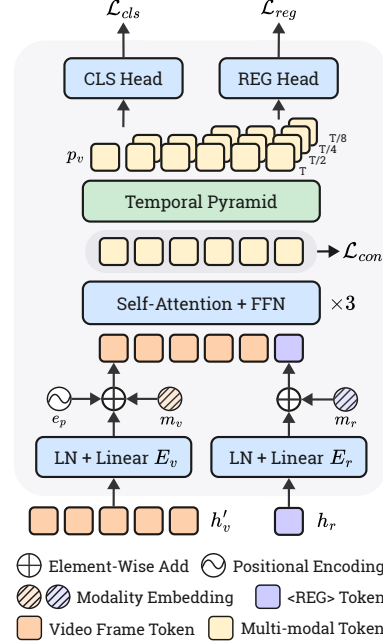 ℒ_cls ℒ_reg
CLS Head REG Head
p_v T T/2 T/4 T/8
Temporal Pyramid
ℒ_con
Self-Attention + FFN ×3
e_p m_v m_r
LN + Linear E_v LN + Linear E_r
h'_v h_r
Element-Wise Add Positional Encoding
Modality Embedding <REG> Token
Video Frame Token Multi-modal Token